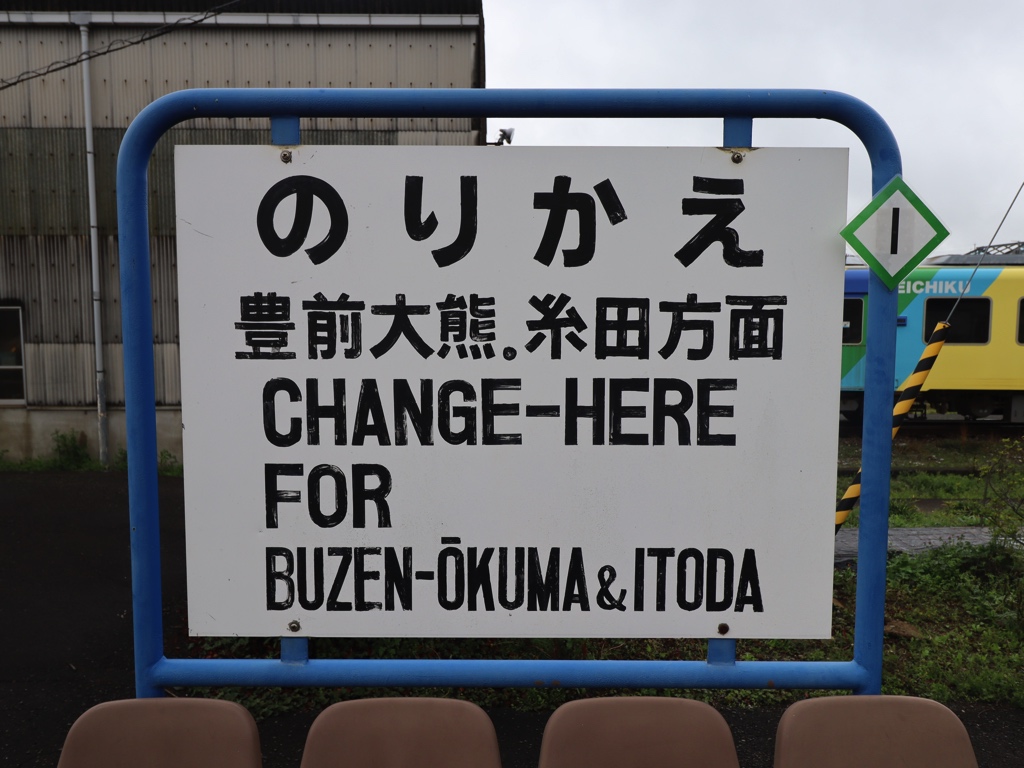 のりかえ
豊前大熊。糸田方面
CHANGE-HERE
FOR
BUZEN-ŌKUMA & ITODA
1
EICHIKU